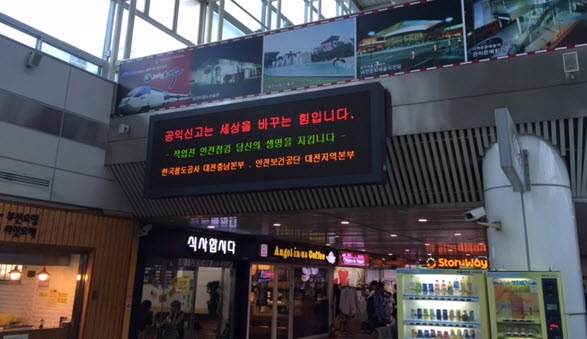 공익신고는 세상을 바꾸는 힘입니다.
- 작업전 안전점검 당신의 생명을 지킵니다 -
한국철도공사 대전충남본부 . 안전보건공단 대전지역본부
식사합시다
Angel in us Coffee
StoryWay